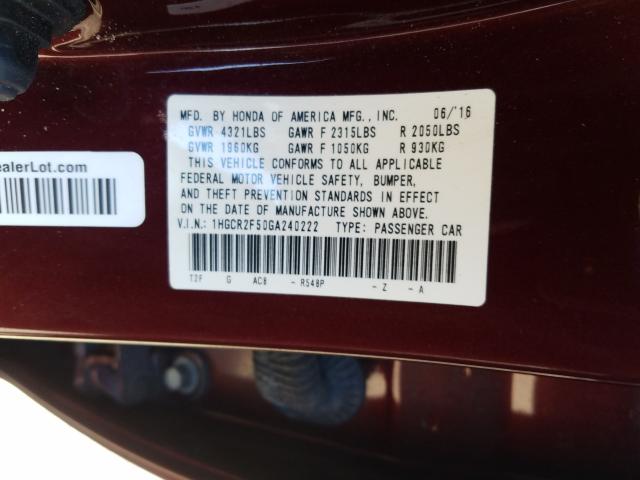 MFD. BY HONDA OF AMERICA MFG., INC. 06/'16
GVWR 4321LBS GAWR F 2315LBS R 2050LBS
GVWR 1960KG GAWR F 1050KG R 930KG
THIS VEHICLE CONFORMS TO ALL APPLICABLE
FEDERAL MOTOR VEHICLE SAFETY, BUMPER,
AND THEFT PREVENTION STANDARDS IN EFFECT
ON THE DATE OF MANUFACTURE SHOWN ABOVE.
V.I.N.: 1HGCR2F50GA240222 TYPE: PASSENGER CAR
T2F G AC8 - R548P - Z - A
ealerLot.com